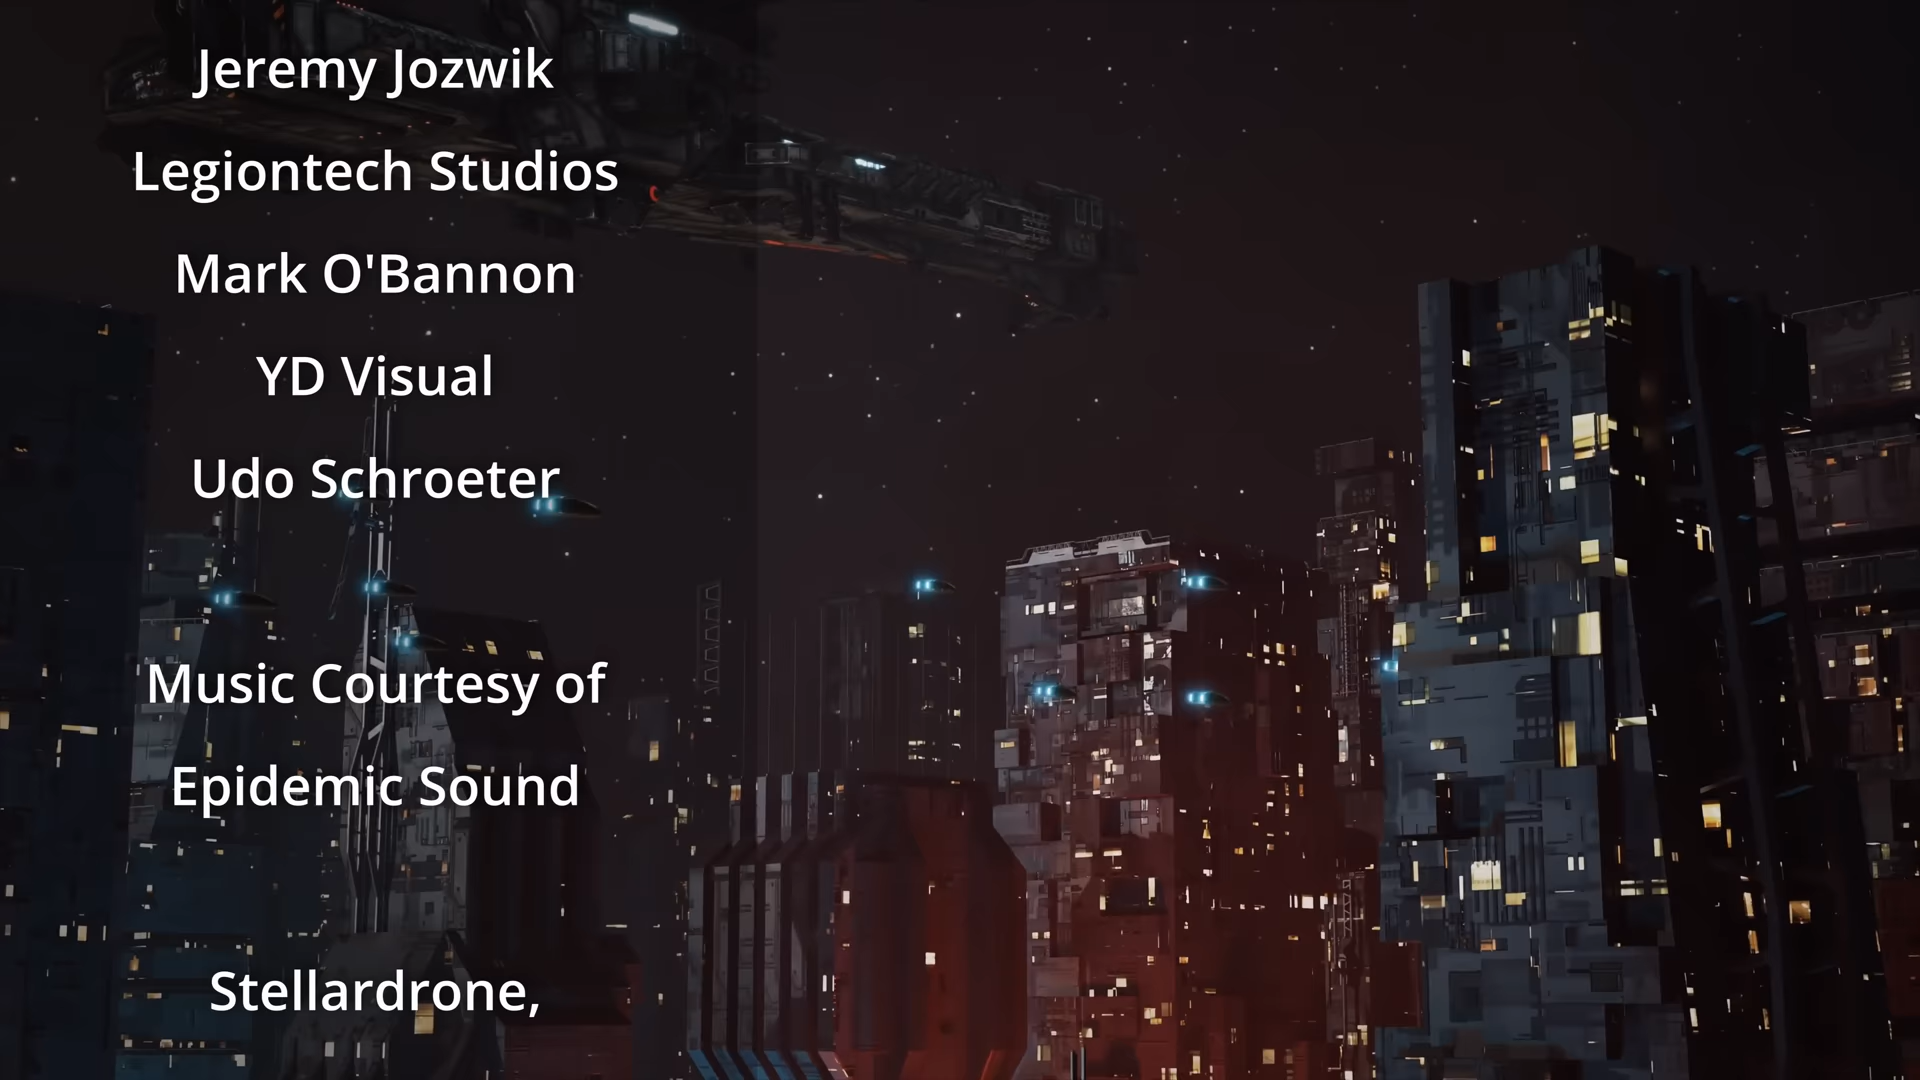 Jeremy Jozwik
Legiontech Studios
Mark O'Bannon
YD Visual
Udo Schroeter
Music Courtesy of
Epidemic Sound
Stellardrone,